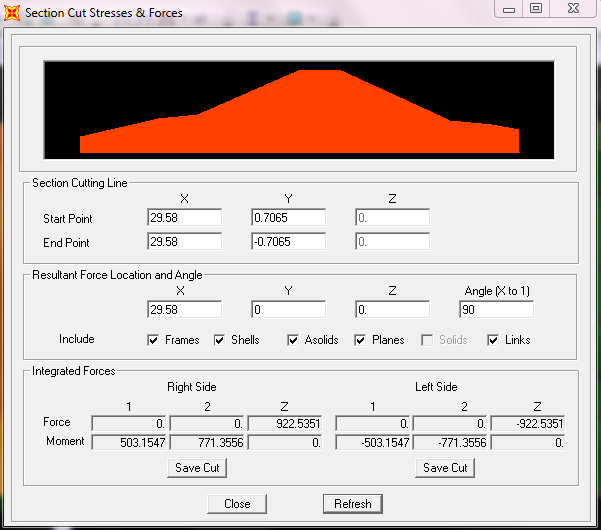 Section Cut Stresses & Forces
Section Cutting Line
X Y Z
Start Point 29.58 0.7065 0.
End Point 29.58 -0.7065 0.
Resultant Force Location and Angle
X Y Z Angle (X to 1)
29.58 0 0. 90
Include Frames Shells Asolids Planes Solids Links
Integrated Forces
Right Side Left Side
1 2 Z 1 2 Z
Force 0. 0. 922.5351 0. 0. -922.5351
Moment 503.1547 771.3556 0. -503.1547 -771.3556 0.
Save Cut Save Cut
Close Refresh